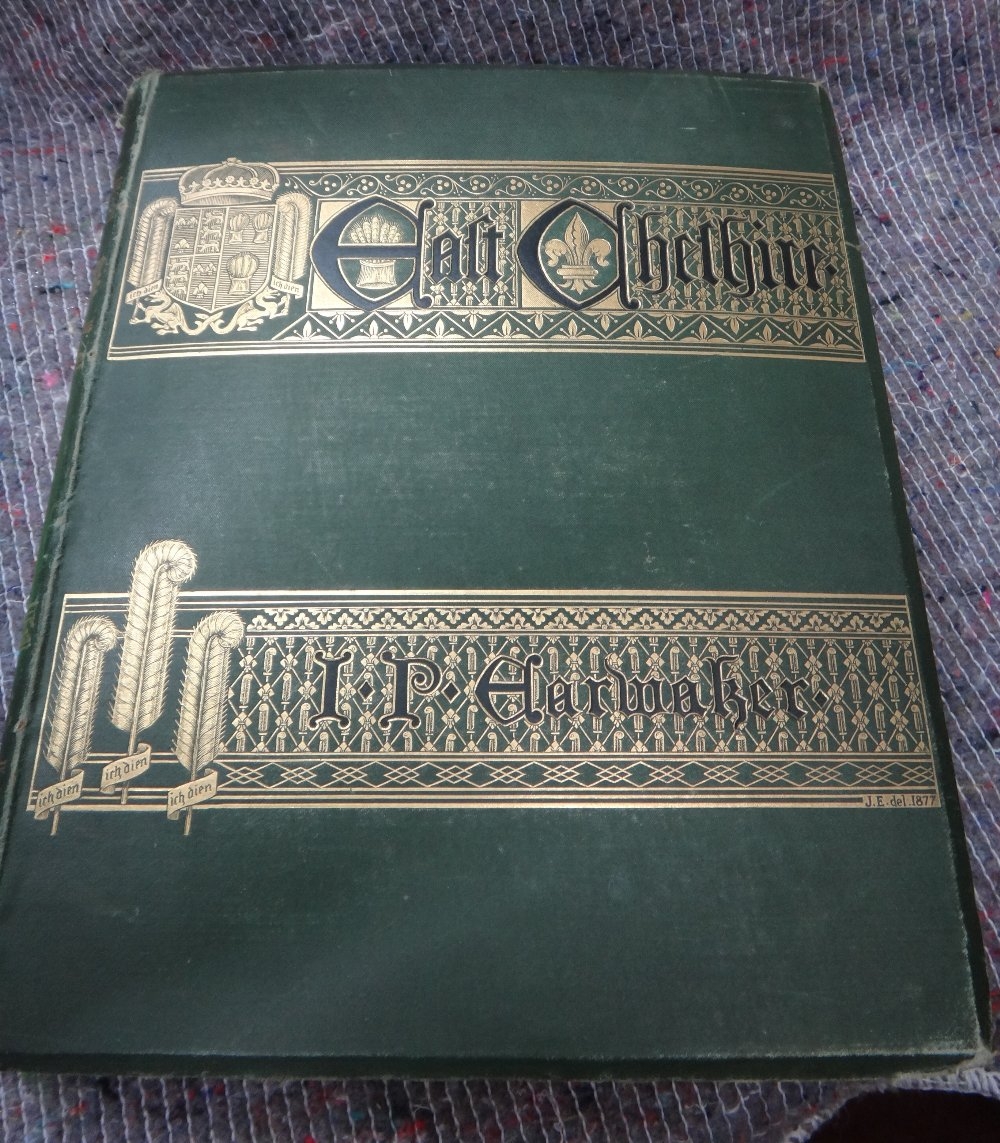 ich dien ich dien
Eaſt Cheſhire.
I. P. Earwaker.
ich dien
ich dien
ich dien
J.E. del. 1877